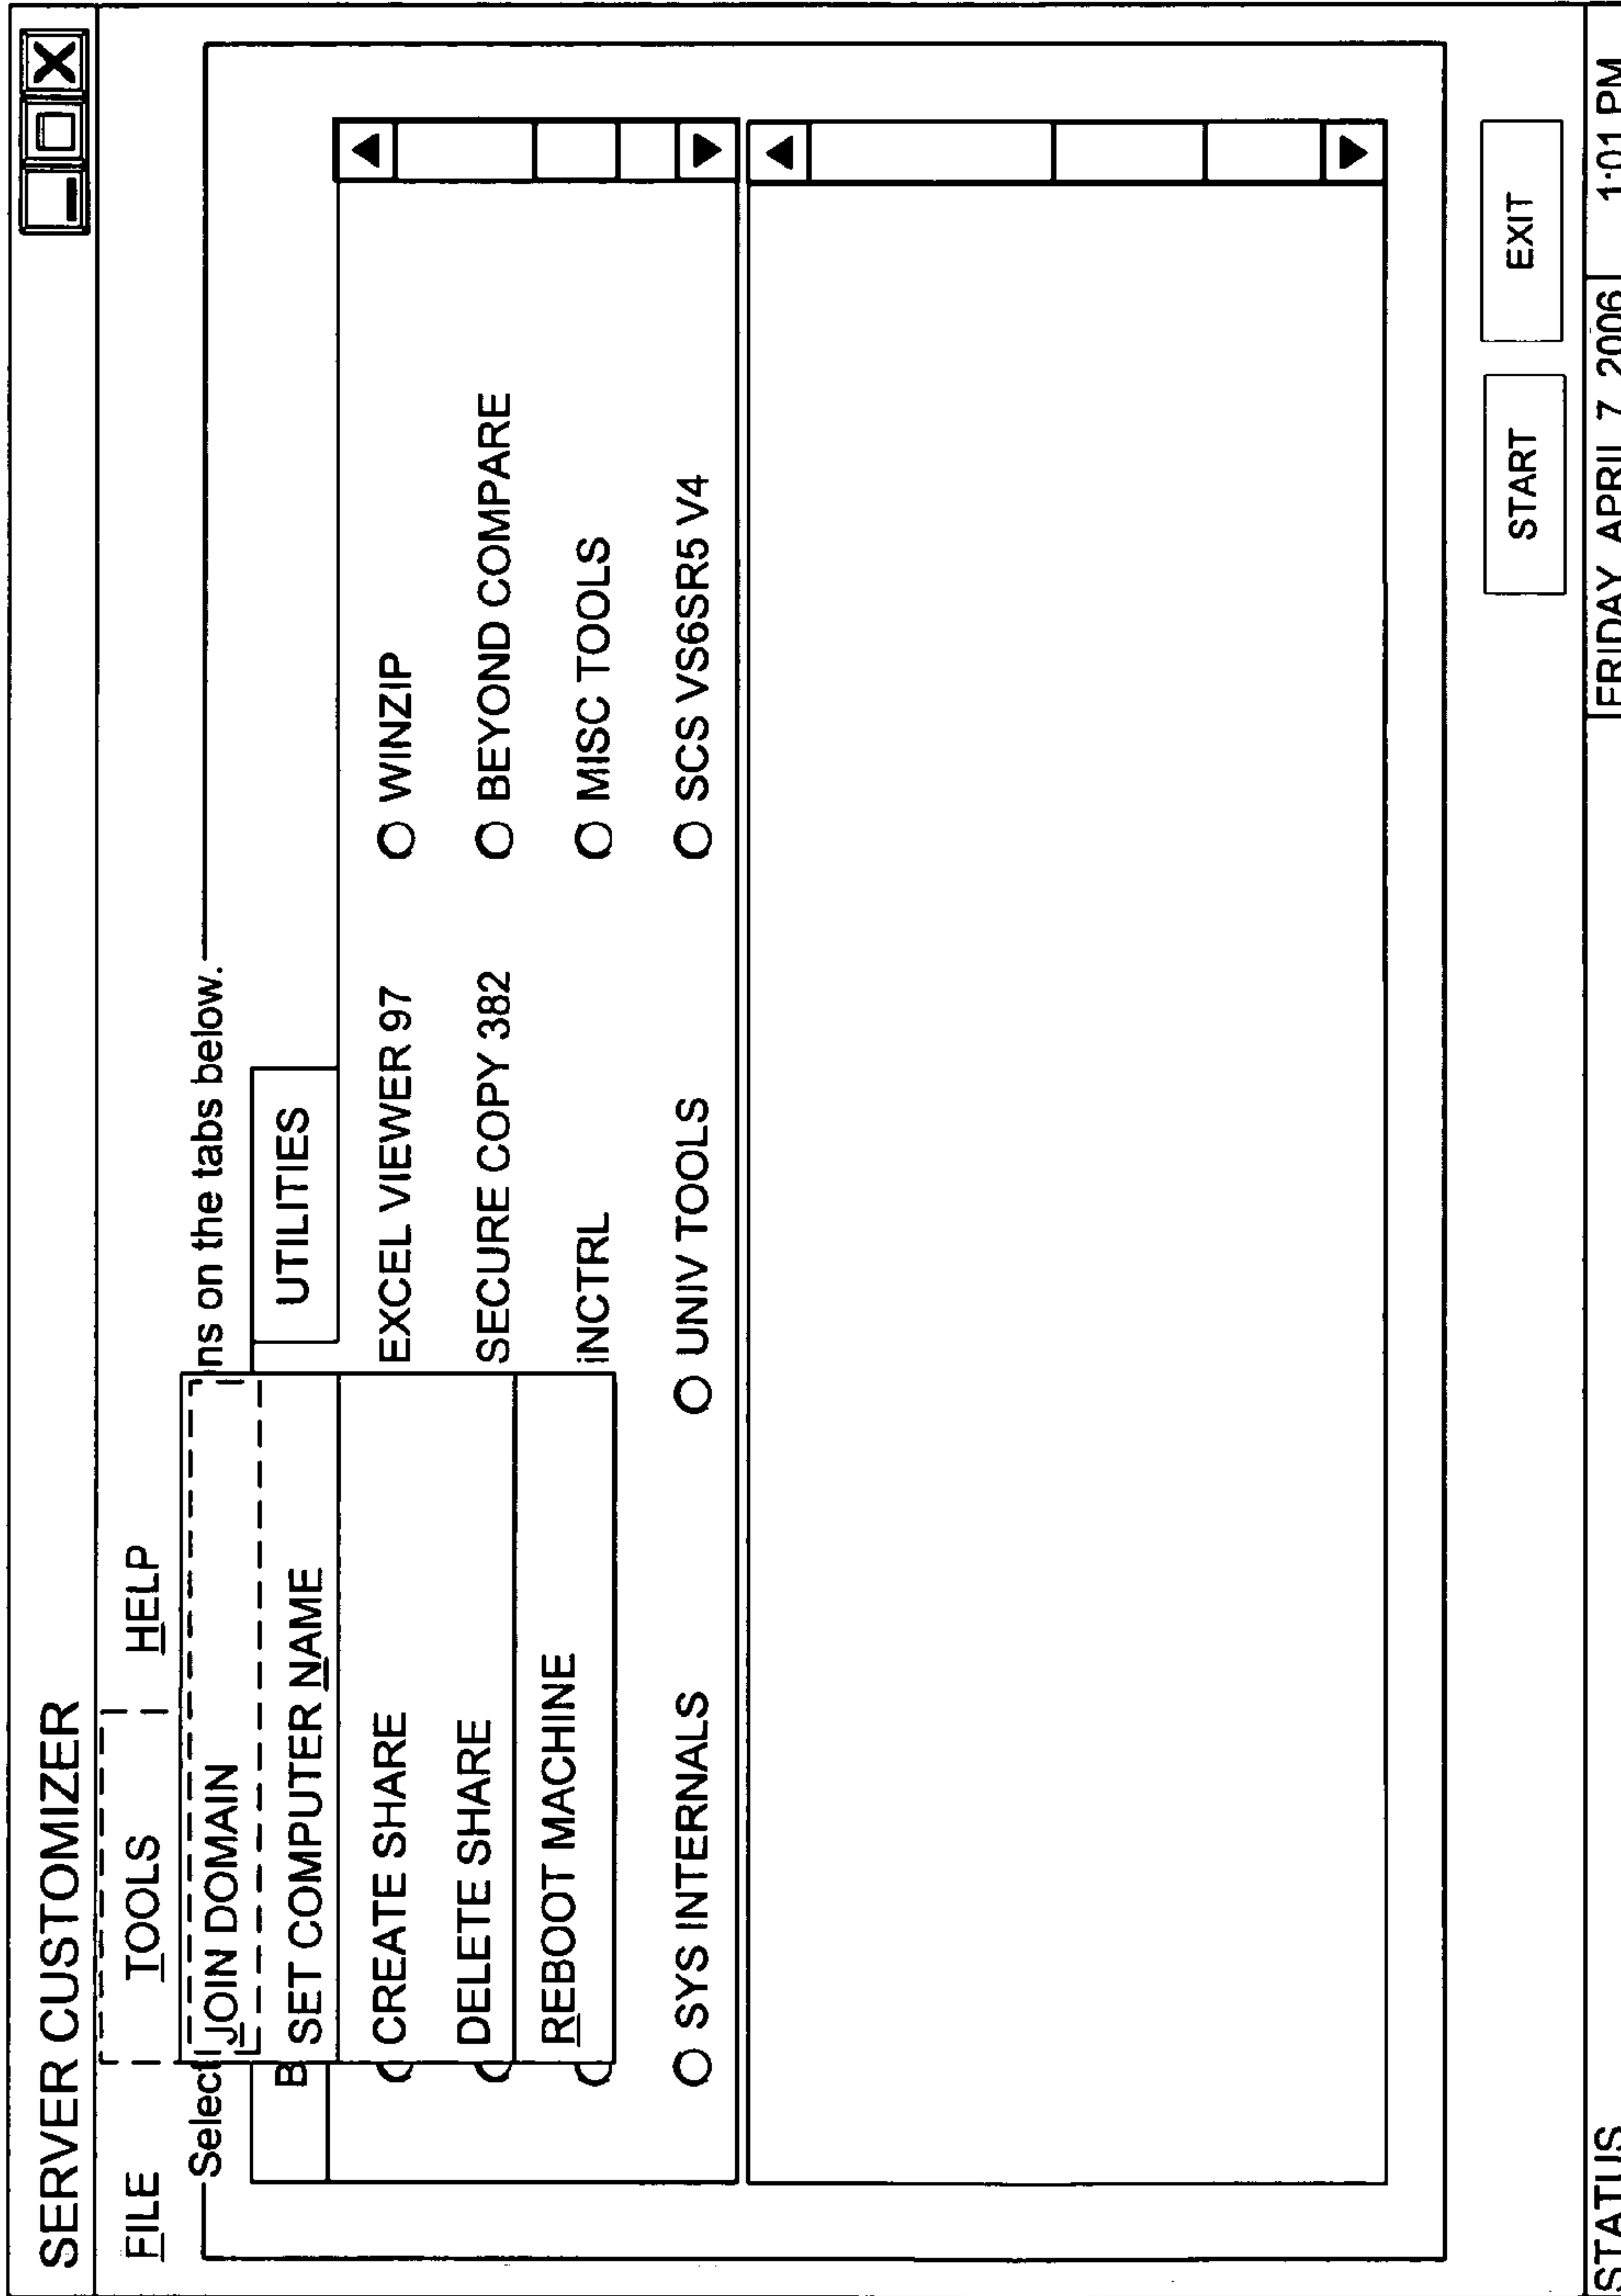 SERVER CUSTOMIZER
FILE TOOLS HELP
Select ns on the tabs below.
JOIN DOMAIN
B SET COMPUTER NAME UTILITIES
CREATE SHARE EXCEL VIEWER 97 WINZIP
DELETE SHARE SECURE COPY 382 BEYOND COMPARE
REBOOT MACHINE iNCTRL MISC TOOLS
SYS INTERNALS UNIV TOOLS SCS VS6SR5 V4
START EXIT
STATUS FRIDAY APRIL 7 2006 1:01 PM